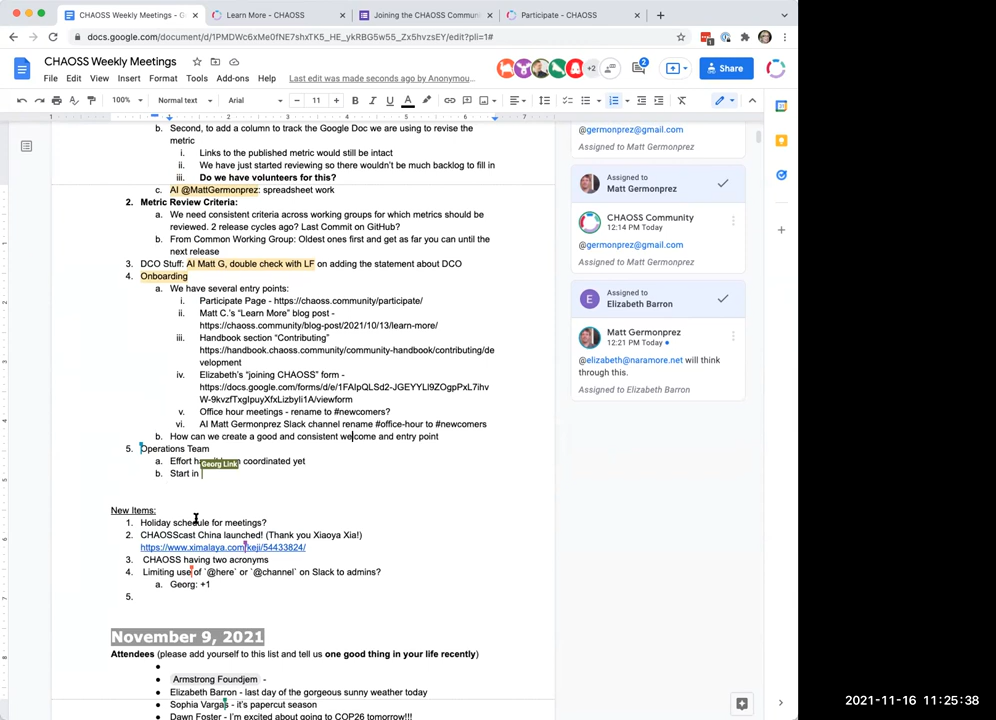 CHAOSS Weekly Meetings - G
Learn More - CHAOSS
Joining the CHAOSS Commun
Participate - CHAOSS
docs.google.com/document/d/1PMDWc6xMe0fNE7shxTK5_HE_ykRBG5w55_Zx5hvzsEY/edit?pli=1#
CHAOSS Weekly Meetings
File Edit View Insert Format Tools Add-ons Help Last edit was made seconds ago by Anonymou...
+2
2
Share
100% Normal text Arial 11
b. Second, to add a column to track the Google Doc we are using to revise the
metric
i. Links to the published metric would still be intact
ii. We have just started reviewing so there wouldn't be much backlog to fill in
iii. Do we have volunteers for this?
c. AI @MattGermonprez: spreadsheet work
2. Metric Review Criteria:
a. We need consistent criteria across working groups for which metrics should be
reviewed. 2 release cycles ago? Last Commit on GitHub?
b. From Common Working Group: Oldest ones first and get as far you can until the
next release
3. DCO Stuff: AI Matt G, double check with LF on adding the statement about DCO
4. Onboarding
a. We have several entry points:
i. Participate Page - https://chaoss.community/participate/
ii. Matt C.'s "Learn More" blog post -
https://chaoss.community/blog-post/2021/10/13/learn-more/
iii. Handbook section "Contributing"
https://handbook.chaoss.community/community-handbook/contributing/de
velopment
iv. Elizabeth's "joining CHAOSS" form -
https://docs.google.com/forms/d/e/1FAIpQLSd2-JGEYYLl9ZOgpPxL7ihv
W-9kvzfTxglpuyXfxLizbyli1A/viewform
v. Office hour meetings - rename to #newcomers?
vi. AI Matt Germonprez Slack channel rename #office-hour to #newcomers
b. How can we create a good and consistent welcome and entry point
5. Operations Team
a. Effort coordinated yet
Georg Link
b. Start in
New Items:
1. Holiday schedule for meetings?
2. CHAOSScast China launched! (Thank you Xiaoya Xia!)
https://www.ximalaya.com/keji/54433824/
3. CHAOSS having two acronyms
4. Limiting use of `@here` or `@channel` on Slack to admins?
a. Georg: +1
5.
November 9, 2021
Attendees (please add yourself to this list and tell us one good thing in your life recently)
Armstrong Foundjem -
Elizabeth Barron - last day of the gorgeous sunny weather today
Sophia Vargas - it's papercut season
Dawn Foster - I'm excited about going to COP26 tomorrow!!!
@germonprez@gmail.com
Assigned to Matt Germonprez
Assigned to
Matt Germonprez
CHAOSS Community
12:14 PM Today
@germonprez@gmail.com
Assigned to Matt Germonprez
Assigned to
Elizabeth Barron
E
Matt Germonprez
12:21 PM Today
@elizabeth@naramore.net will think
through this.
Assigned to Elizabeth Barron
2021-11-16 11:25:38